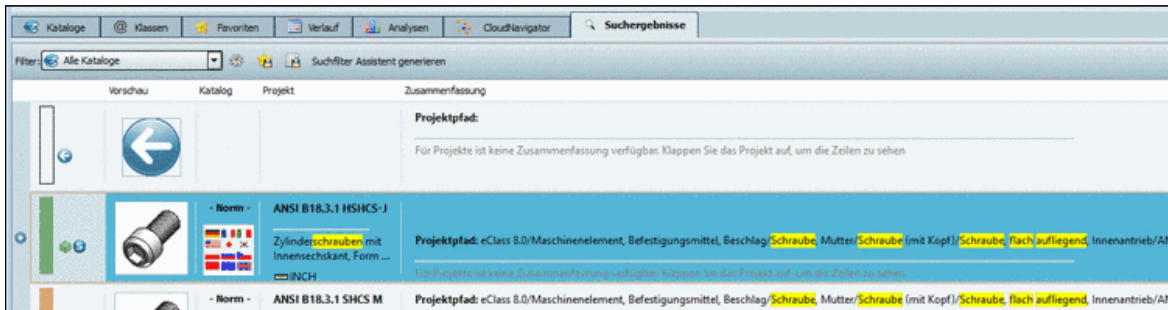 Kataloge Klassen Favoriten Verlauf Analysen CloudNavigator Suchergebnisse
Filter: Alle Kataloge Suchfilter Assistent generieren
Vorschau Katalog Projekt Zusammenfassung
Projektpfad:
Für Projekte ist keine Zusammenfassung verfügbar. Klappen Sie das Projekt auf, um die Zeilen zu sehen
- Norm - ANSI B18.3.1 HSHCS-J
Zylinderschrauben mit
Innensechskant, Form ...
INCH
Projektpfad: eClass 8.0/Maschinenelement, Befestigungsmittel, Beschlag/Schraube, Mutter/Schraube (mit Kopf)/Schraube, flach aufliegend, Innenantrieb/AN
Für Projekte ist keine Zusammenfassung verfügbar. Klappen Sie das Projekt auf, um die Zeilen zu sehen
- Norm - ANSI B18.3.1 SHCS M Projektpfad: eClass 8.0/Maschinenelement, Befestigungsmittel, Beschlag/Schraube, Mutter/Schraube (mit Kopf)/Schraube, flach aufliegend, Innenantrieb/AN